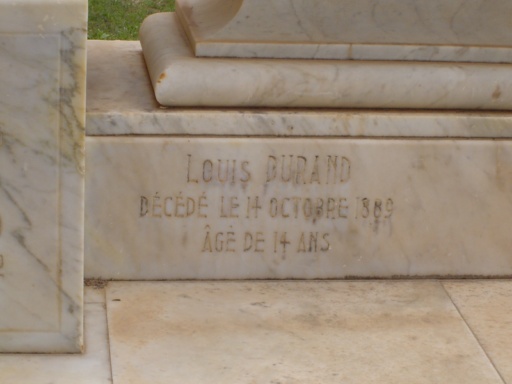 LOUIS DURAND
DÉCÉDÉ LE 14 OCTOBRE 1889
ÂGÉ DE 14 ANS